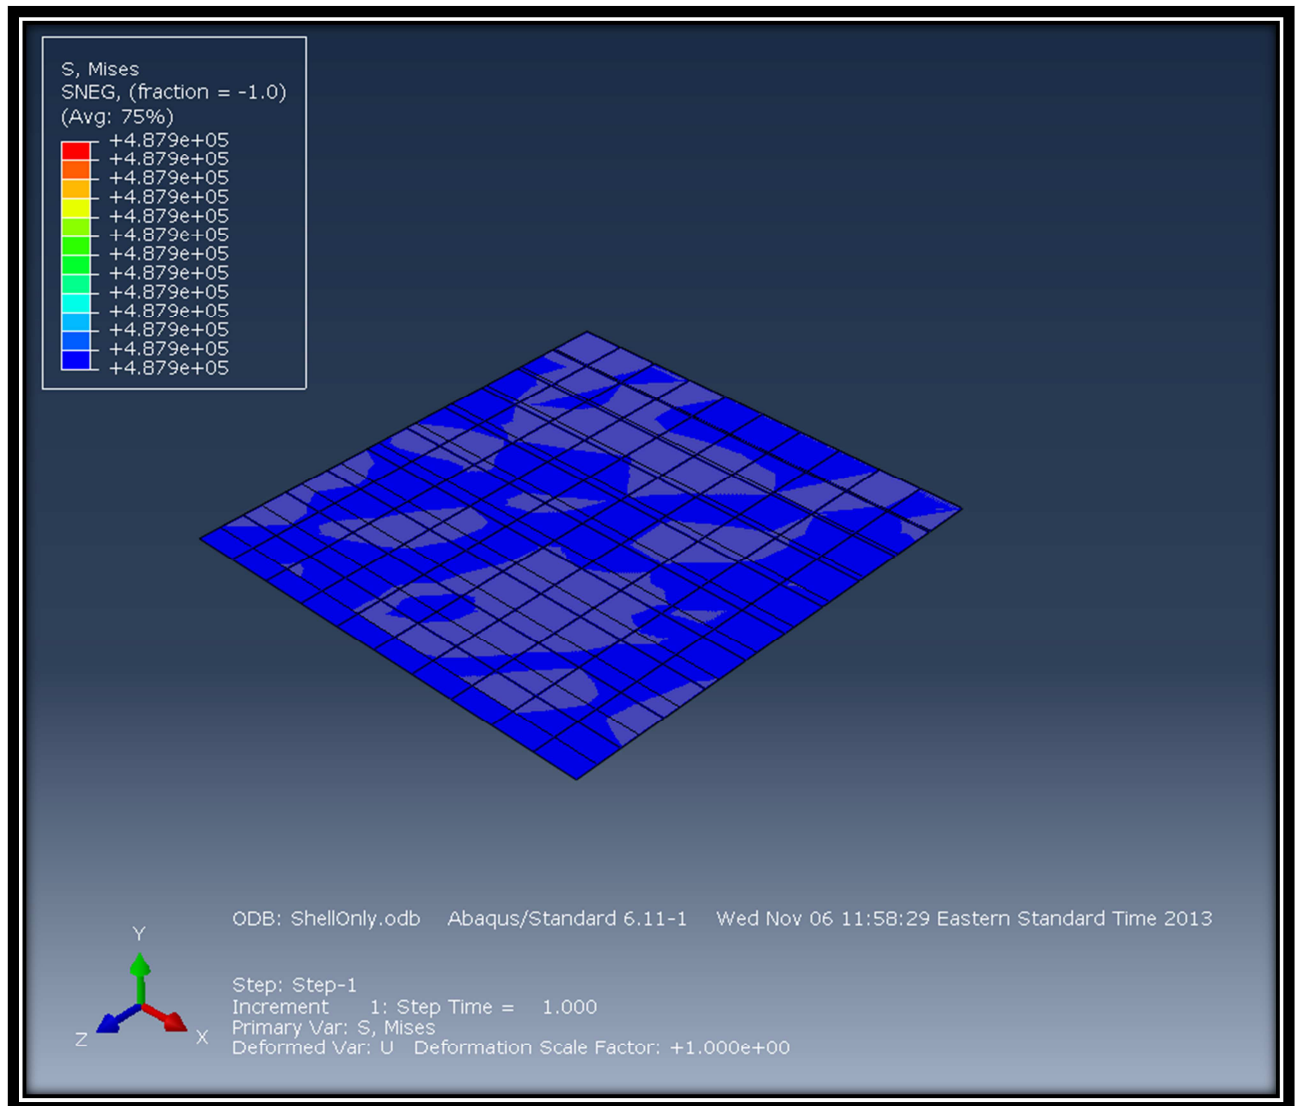 S, Mises
SNEG, (fraction = -1.0)
(Avg: 75%)
+4.879e+05
+4.879e+05
+4.879e+05
+4.879e+05
+4.879e+05
+4.879e+05
+4.879e+05
+4.879e+05
+4.879e+05
+4.879e+05
+4.879e+05
+4.879e+05
+4.879e+05
ODB: ShellOnly.odb Abaqus/Standard 6.11-1 Wed Nov 06 11:58:29 Eastern Standard Time 2013
Y
Z
X
Step: Step-1
Increment 1: Step Time = 1.000
Primary Var: S, Mises
Deformed Var: U Deformation Scale Factor: +1.000e+00